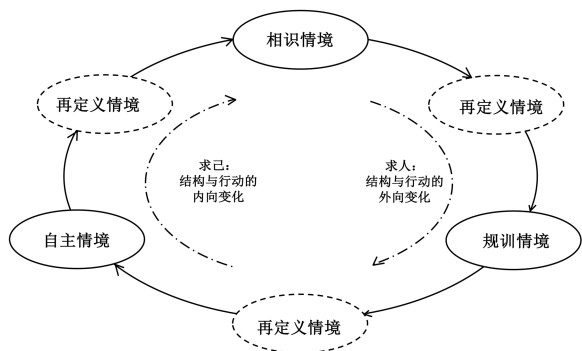 相识情境
再定义情境
再定义情境
求己：
结构与行动的
内向变化
求人：
结构与行动的
外向变化
自主情境
规训情境
再定义情境